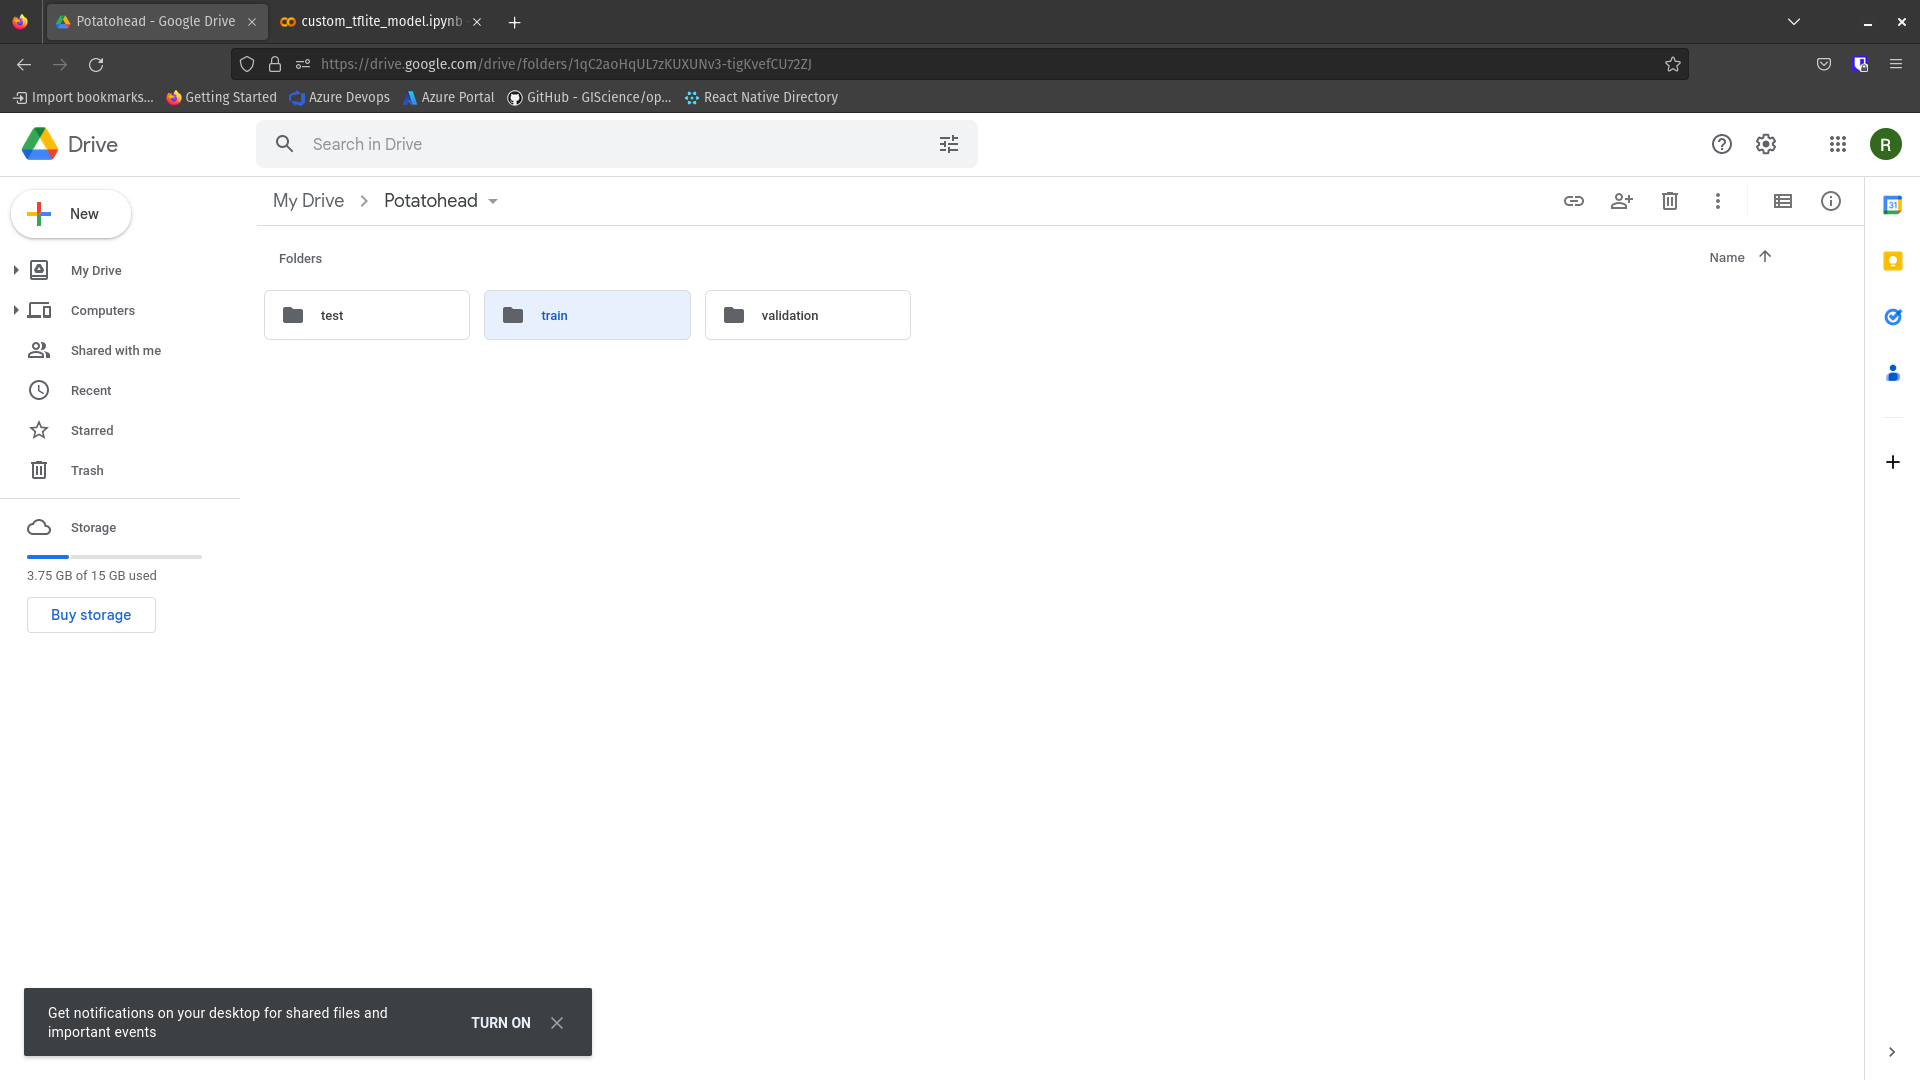 Potatohead - Google Drive
custom_tflite_model.ipynb
https://drive.google.com/drive/folders/1qC2aoHqUL7zKUXUNv3-tigKvefCU72ZJ
Import bookmarks...
Getting Started
Azure Devops
Azure Portal
GitHub - GIScience/op...
React Native Directory
Drive
Search in Drive
R
New
My Drive
Potatohead
31
My Drive
Computers
Shared with me
Recent
Starred
Trash
Storage
3.75 GB of 15 GB used
Buy storage
Folders
Name
test
train
validation
Get notifications on your desktop for shared files and
important events
TURN ON